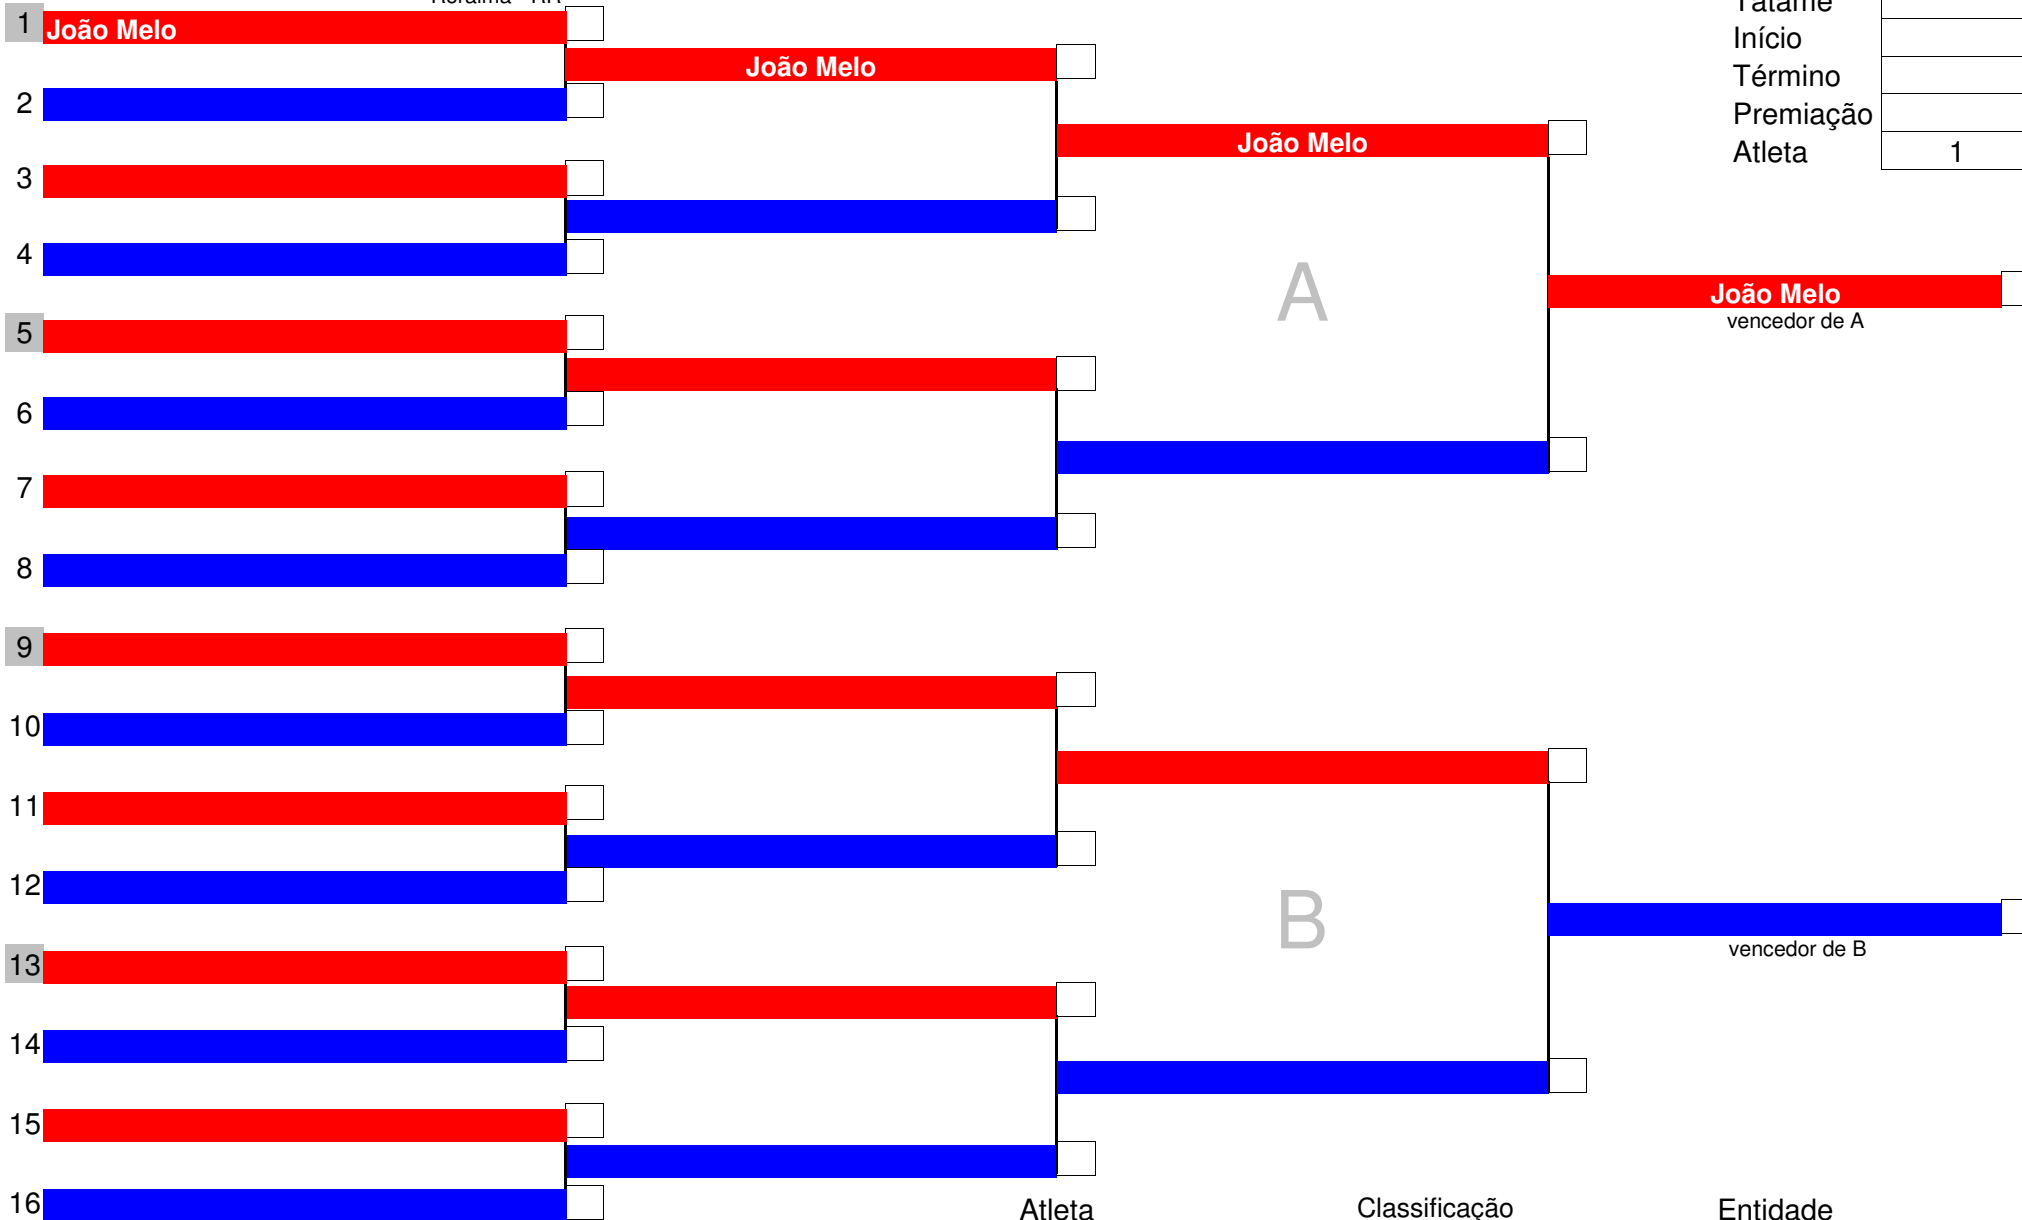 1 João Melo
João Melo
Início
2
Término
Premiação
João Melo
Atleta 1
3
4
A
João Melo
5
vencedor de A
6
7
8
9
10
11
12
B
13
vencedor de B
14
15
16
Atleta Classificação Entidade